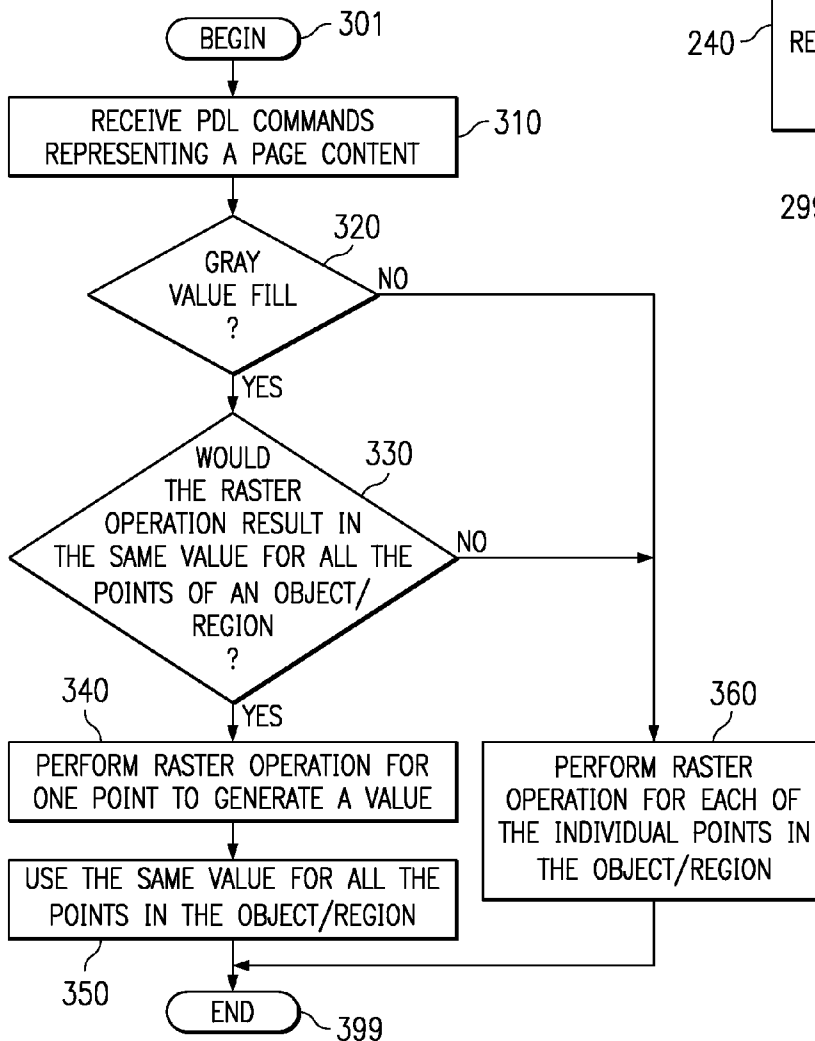 BEGIN
301
RECEIVE PDL COMMANDS
REPRESENTING A PAGE CONTENT
310
320
GRAY
VALUE FILL
?
NO
YES
330
WOULD
THE RASTER
OPERATION RESULT IN
THE SAME VALUE FOR ALL THE
POINTS OF AN OBJECT/
REGION
?
NO
YES
340
PERFORM RASTER OPERATION FOR
ONE POINT TO GENERATE A VALUE
360
PERFORM RASTER
OPERATION FOR EACH OF
THE INDIVIDUAL POINTS IN
THE OBJECT/REGION
USE THE SAME VALUE FOR ALL THE
POINTS IN THE OBJECT/REGION
350
END
399
240
RE
299